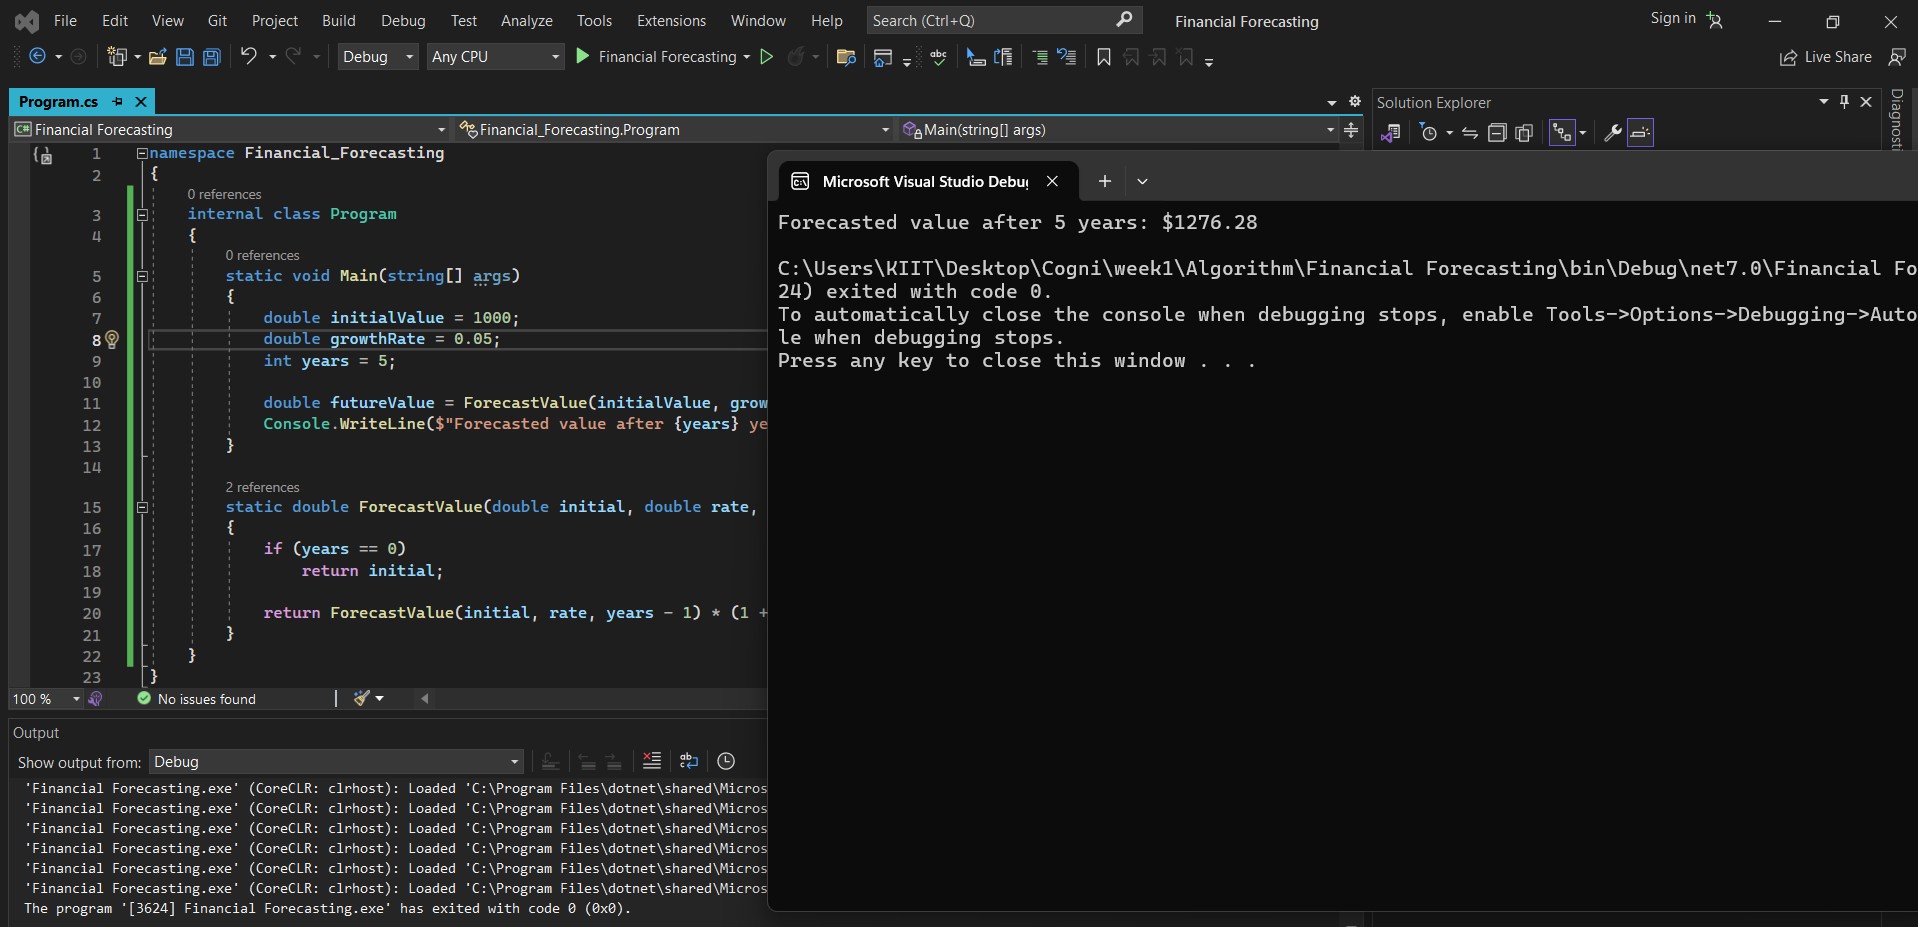 File Edit View Git Project Build Debug Test Analyze Tools Extensions Window Help Search (Ctrl+Q) Financial Forecasting Sign in
Debug Any CPU Financial Forecasting Live Share
Program.cs
Solution Explorer
Financial Forecasting Financial_Forecasting.Program Main(string[] args)
1 namespace Financial_Forecasting
2 {
0 references
3 internal class Program
4 {
0 references
5 static void Main(string[] args)
6 {
7 double initialValue = 1000;
8 double growthRate = 0.05;
9 int years = 5;
10
11 double futureValue = ForecastValue(initialValue, grow
12 Console.WriteLine($"Forecasted value after {years} ye
13 }
14
2 references
15 static double ForecastValue(double initial, double rate,
16 {
17 if (years == 0)
18 return initial;
19
20 return ForecastValue(initial, rate, years - 1) * (1 +
21 }
22 }
23 }
100 % No issues found
Output
Show output from: Debug
'Financial Forecasting.exe' (CoreCLR: clrhost): Loaded 'C:\Program Files\dotnet\shared\Micros
'Financial Forecasting.exe' (CoreCLR: clrhost): Loaded 'C:\Program Files\dotnet\shared\Micros
'Financial Forecasting.exe' (CoreCLR: clrhost): Loaded 'C:\Program Files\dotnet\shared\Micros
'Financial Forecasting.exe' (CoreCLR: clrhost): Loaded 'C:\Program Files\dotnet\shared\Micros
'Financial Forecasting.exe' (CoreCLR: clrhost): Loaded 'C:\Program Files\dotnet\shared\Micros
'Financial Forecasting.exe' (CoreCLR: clrhost): Loaded 'C:\Program Files\dotnet\shared\Micros
The program '[3624] Financial Forecasting.exe' has exited with code 0 (0x0).
Microsoft Visual Studio Debug
Forecasted value after 5 years: $1276.28
C:\Users\KIIT\Desktop\Cogni\week1\Algorithm\Financial Forecasting\bin\Debug\net7.0\Financial Fo
24) exited with code 0.
To automatically close the console when debugging stops, enable Tools->Options->Debugging->Auto
le when debugging stops.
Press any key to close this window . . .
Diagnosti